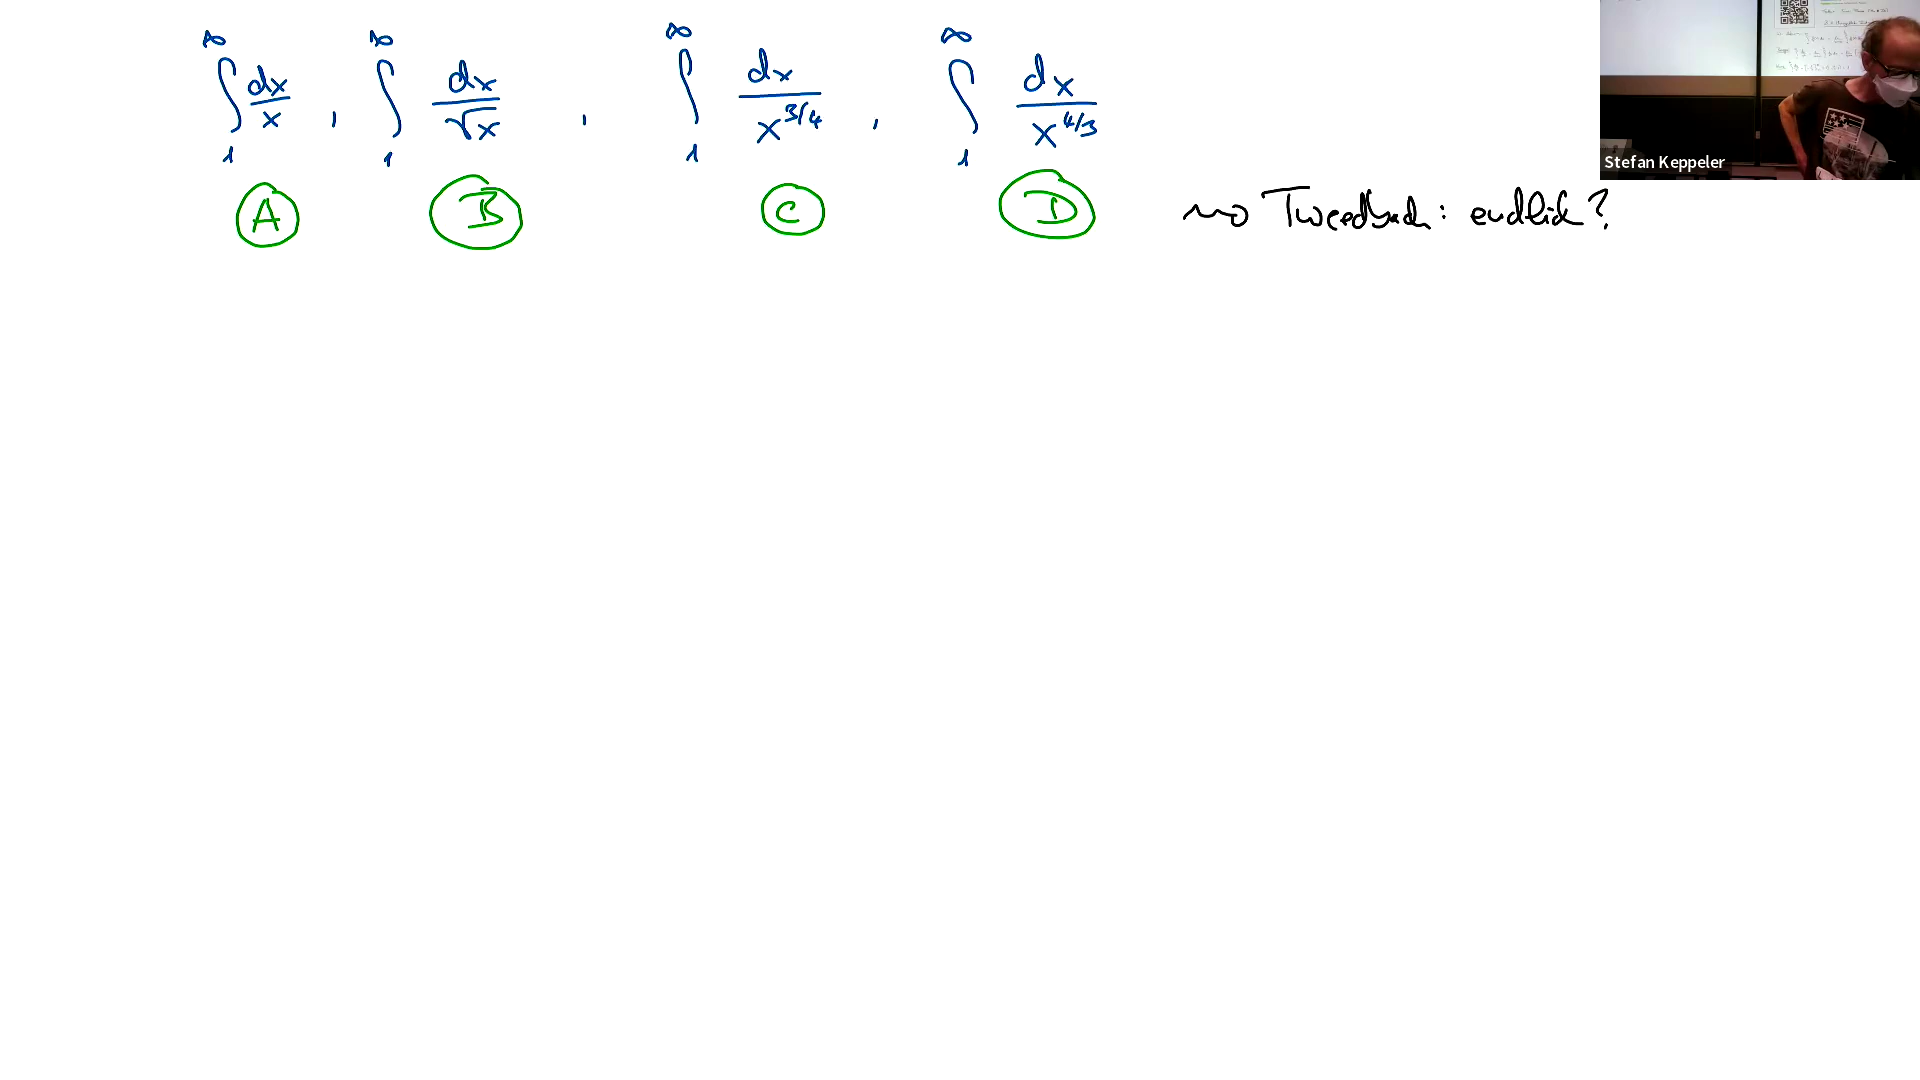 ∫₁^∞ dx/x , ∫₁^∞ dx/√x , ∫₁^∞ dx/x^{3/4} , ∫₁^∞ dx/x^{4/3}
A B C D ⇝ Tweedback: endlich?
Stefan Keppeler